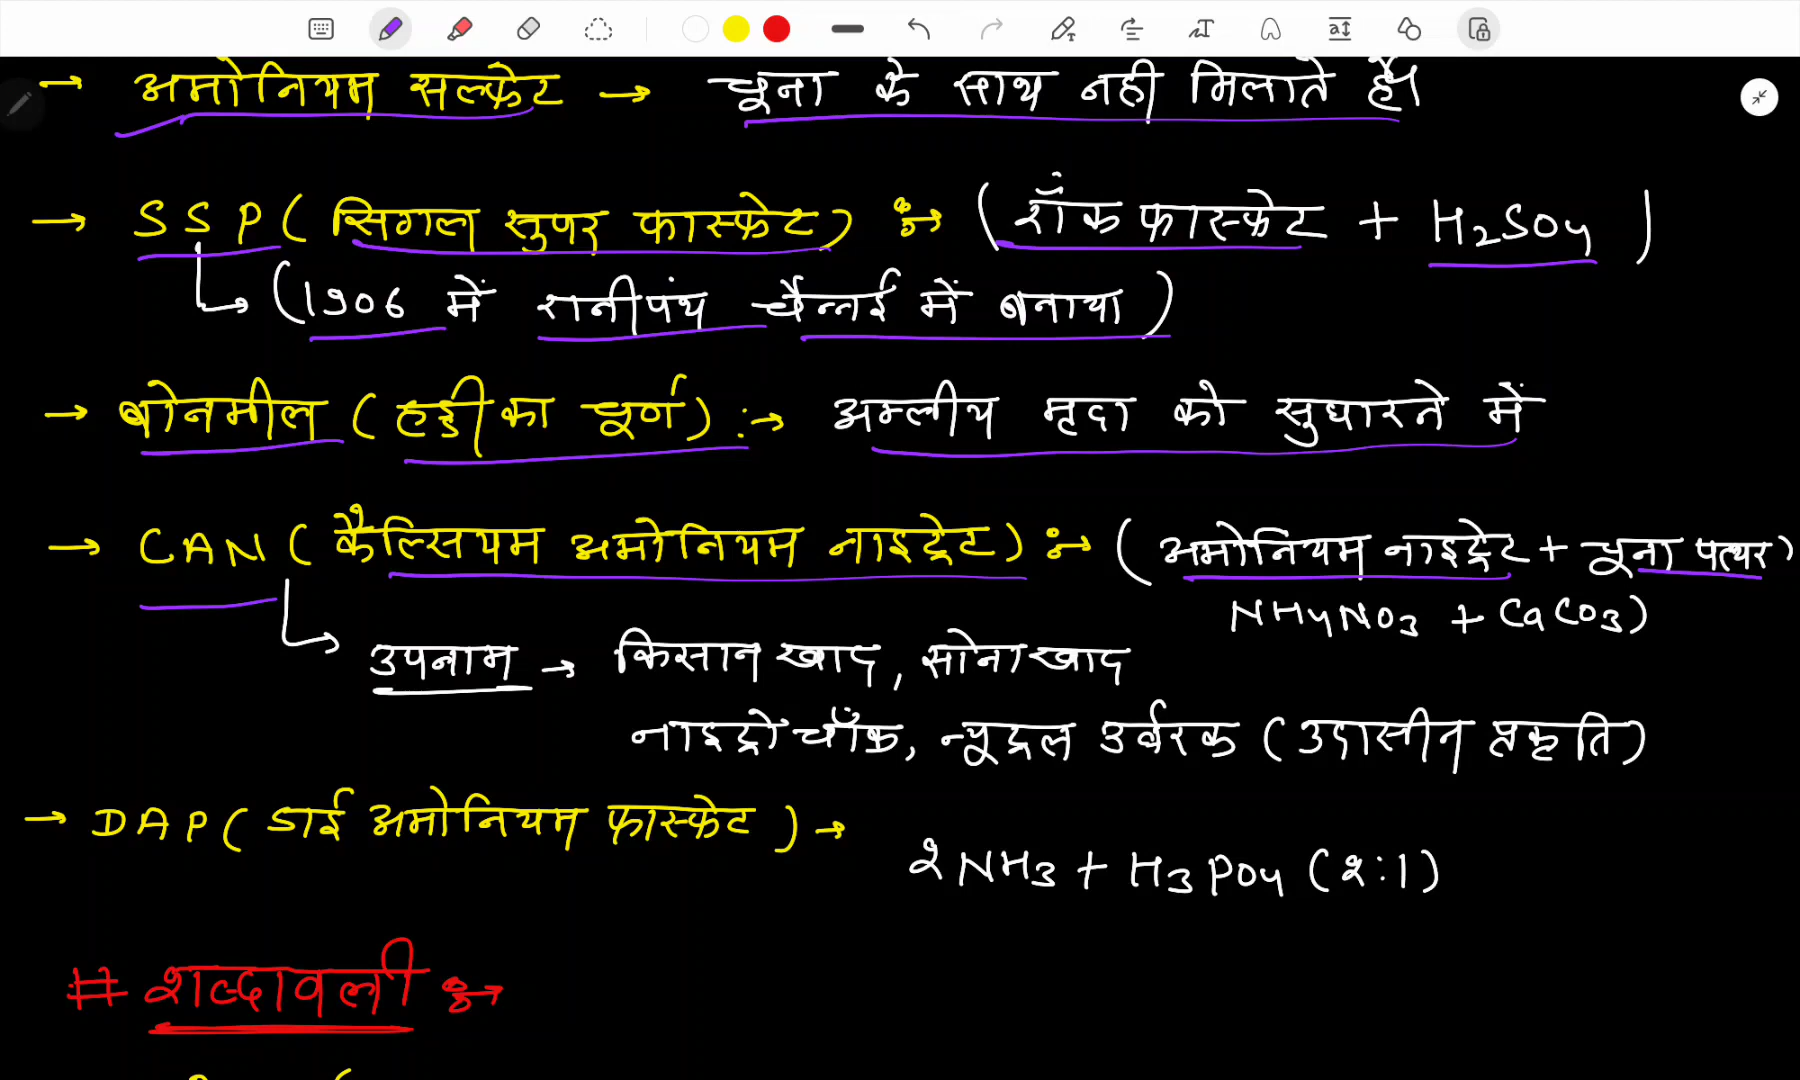 → अमोनियम सल्फेट → चूना के साथ नही मिलाते है।
→ SSP ( सिंगल सुपर फास्फेट ) :→ ( रॉक फास्फेट + H2SO4 )
↳ ( 1906 में रानीपंथ चैन्नई में बनाया )
→ बोनमील ( हड्डी का चूर्ण ) :→ अम्लीय मृदा को सुधारने में
→ CAN ( कैल्सियम अमोनियम नाइट्रेट ) :→ ( अमोनियम नाइट्रेट + चूना पत्थर )
NH4NO3 + CaCO3 )
↳ उपनाम → किसान खाद, सोना खाद
नाइट्रो चॉक, न्यूट्रल उर्वरक ( उदासीन प्रकृति )
→ DAP ( डाई अमोनियम फास्फेट ) →
2NH3 + H3PO4 (2:1)
# शब्दावली :→